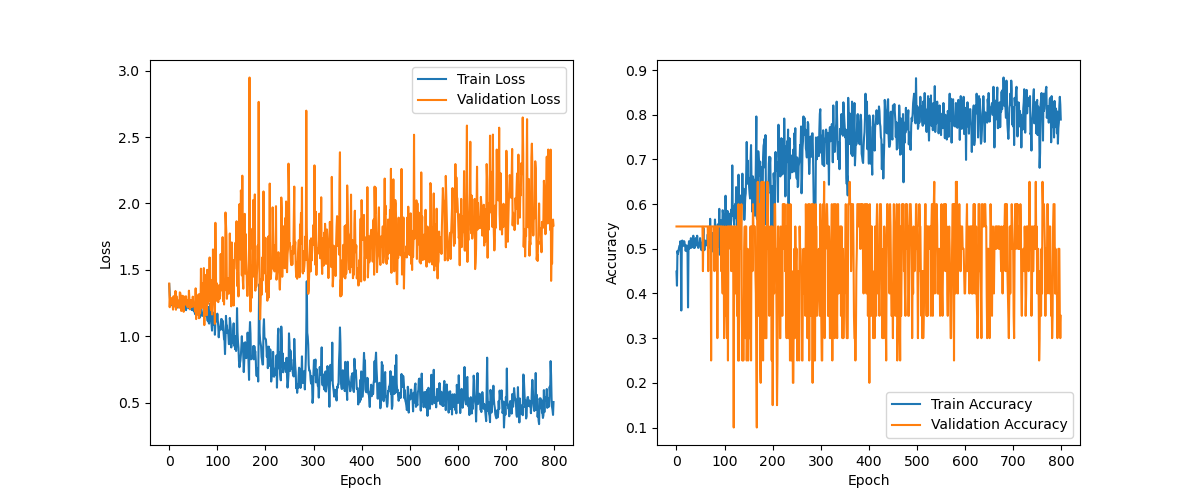 3.0
2.5
2.0
1.5
1.0
0.5
Loss
0 100 200 300 400 500 600 700 800
Epoch
Train Loss
Validation Loss
0.9
0.8
0.7
0.6
0.5
0.4
0.3
0.2
0.1
Accuracy
0 100 200 300 400 500 600 700 800
Epoch
Train Accuracy
Validation Accuracy